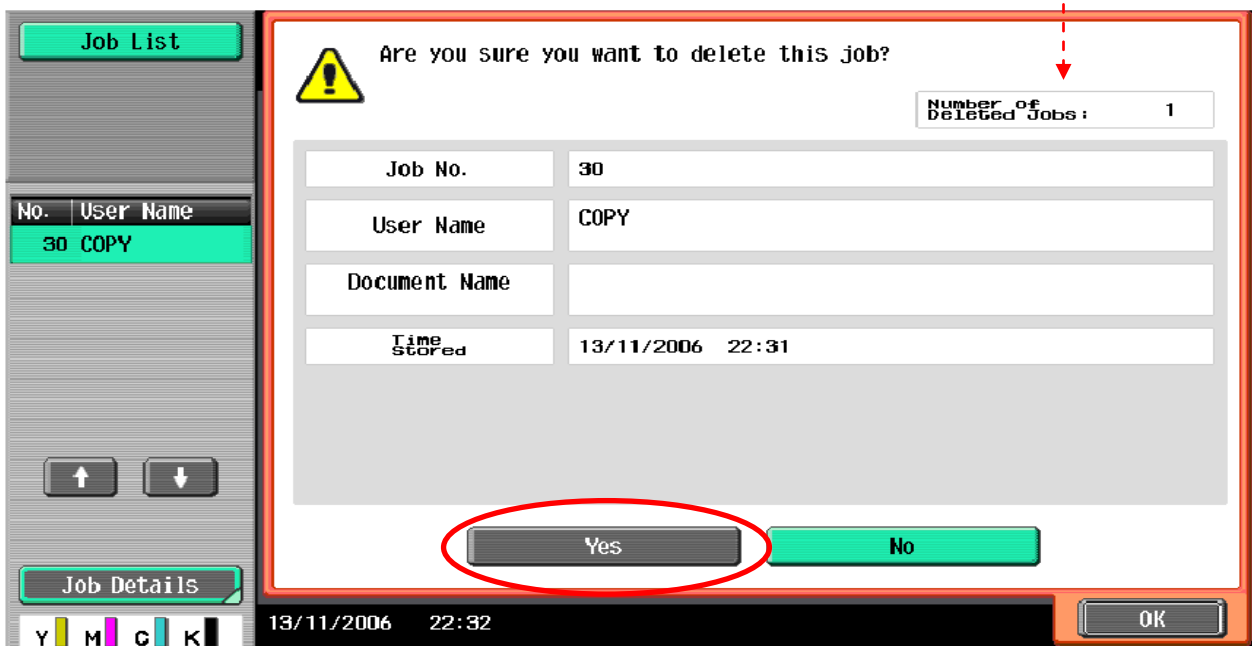 Job List
Are you sure you want to delete this job?
Number of
Deleted Jobs: 1
Job No. 30
No. User Name
User Name COPY
30 COPY
Document Name
Time
Stored 13/11/2006 22:31
Yes No
Job Details
13/11/2006 22:32 OK
Y M C K